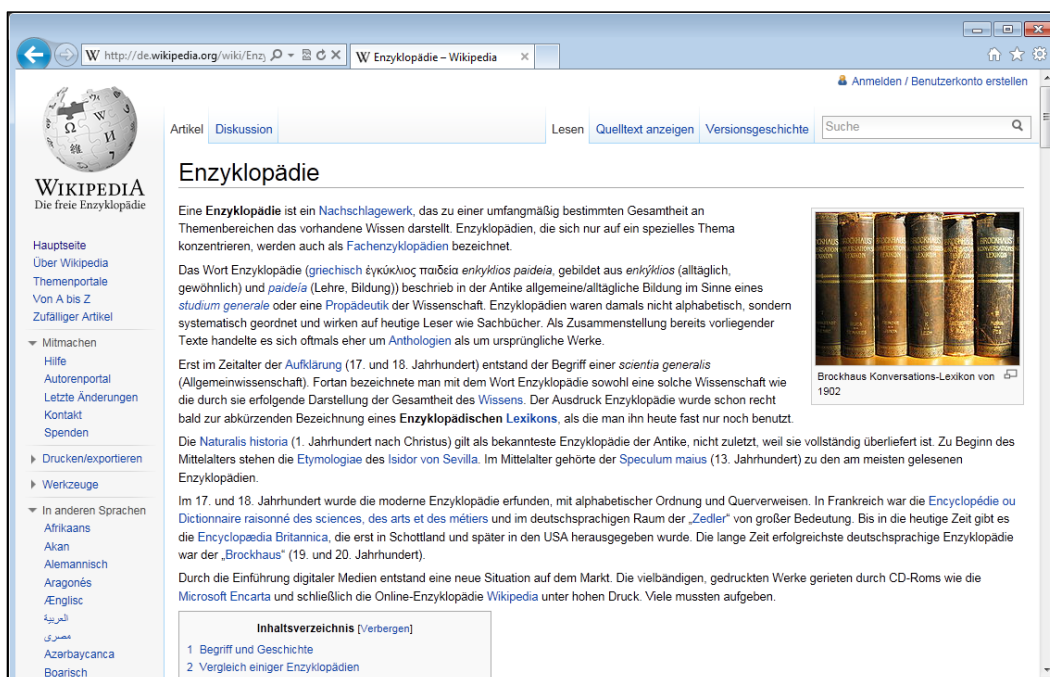 W http://de.wikipedia.org/wiki/Enzy
W Enzyklopädie – Wikipedia
Anmelden / Benutzerkonto erstellen
Artikel Diskussion Lesen Quelltext anzeigen Versionsgeschichte Suche
WIKIPEDIA
Die freie Enzyklopädie
Hauptseite
Über Wikipedia
Themenportale
Von A bis Z
Zufälliger Artikel
Mitmachen
Hilfe
Autorenportal
Letzte Änderungen
Kontakt
Spenden
Drucken/exportieren
Werkzeuge
In anderen Sprachen
Afrikaans
Akan
Alemannisch
Aragonés
Ænglisc
العربية
مصرى
Azərbaycanca
Boarisch
Enzyklopädie
Eine Enzyklopädie ist ein Nachschlagewerk, das zu einer umfangmäßig bestimmten Gesamtheit an
Themenbereichen das vorhandene Wissen darstellt. Enzyklopädien, die sich nur auf ein spezielles Thema
konzentrieren, werden auch als Fachenzyklopädien bezeichnet.
Das Wort Enzyklopädie (griechisch ἐγκύκλιος παιδεία enkyklios paideia, gebildet aus enkýklios (alltäglich,
gewöhnlich) und paideía (Lehre, Bildung)) beschrieb in der Antike allgemeine/alltägliche Bildung im Sinne eines
studium generale oder eine Propädeutik der Wissenschaft. Enzyklopädien waren damals nicht alphabetisch, sondern
systematisch geordnet und wirken auf heutige Leser wie Sachbücher. Als Zusammenstellung bereits vorliegender
Texte handelte es sich oftmals eher um Anthologien als um ursprüngliche Werke.
Erst im Zeitalter der Aufklärung (17. und 18. Jahrhundert) entstand der Begriff einer scientia generalis
(Allgemeinwissenschaft). Fortan bezeichnete man mit dem Wort Enzyklopädie sowohl eine solche Wissenschaft wie
die durch sie erfolgende Darstellung der Gesamtheit des Wissens. Der Ausdruck Enzyklopädie wurde schon recht
bald zur abkürzenden Bezeichnung eines Enzyklopädischen Lexikons, als die man ihn heute fast nur noch benutzt.
Die Naturalis historia (1. Jahrhundert nach Christus) gilt als bekannteste Enzyklopädie der Antike, nicht zuletzt, weil sie vollständig überliefert ist. Zu Beginn des
Mittelalters stehen die Etymologiae des Isidor von Sevilla. Im Mittelalter gehörte der Speculum maius (13. Jahrhundert) zu den am meisten gelesenen
Enzyklopädien.
Im 17. und 18. Jahrhundert wurde die moderne Enzyklopädie erfunden, mit alphabetischer Ordnung und Querverweisen. In Frankreich war die Encyclopédie ou
Dictionnaire raisonné des sciences, des arts et des métiers und im deutschsprachigen Raum der „Zedler“ von großer Bedeutung. Bis in die heutige Zeit gibt es
die Encyclopædia Britannica, die erst in Schottland und später in den USA herausgegeben wurde. Die lange Zeit erfolgreichste deutschsprachige Enzyklopädie
war der „Brockhaus“ (19. und 20. Jahrhundert).
Durch die Einführung digitaler Medien entstand eine neue Situation auf dem Markt. Die vielbändigen, gedruckten Werke gerieten durch CD-Roms wie die
Microsoft Encarta und schließlich die Online-Enzyklopädie Wikipedia unter hohen Druck. Viele mussten aufgeben.
Brockhaus Konversations-Lexikon von
1902
Inhaltsverzeichnis [Verbergen]
1 Begriff und Geschichte
2 Vergleich einiger Enzyklopädien